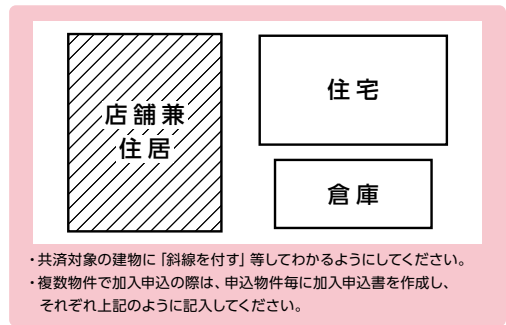 店舗兼
住居
住宅
倉庫
・共済対象の建物に「斜線を付す」等してわかるようにしてください。
・複数物件で加入申込の際は、申込物件毎に加入申込書を作成し、
それぞれ上記のように記入してください。